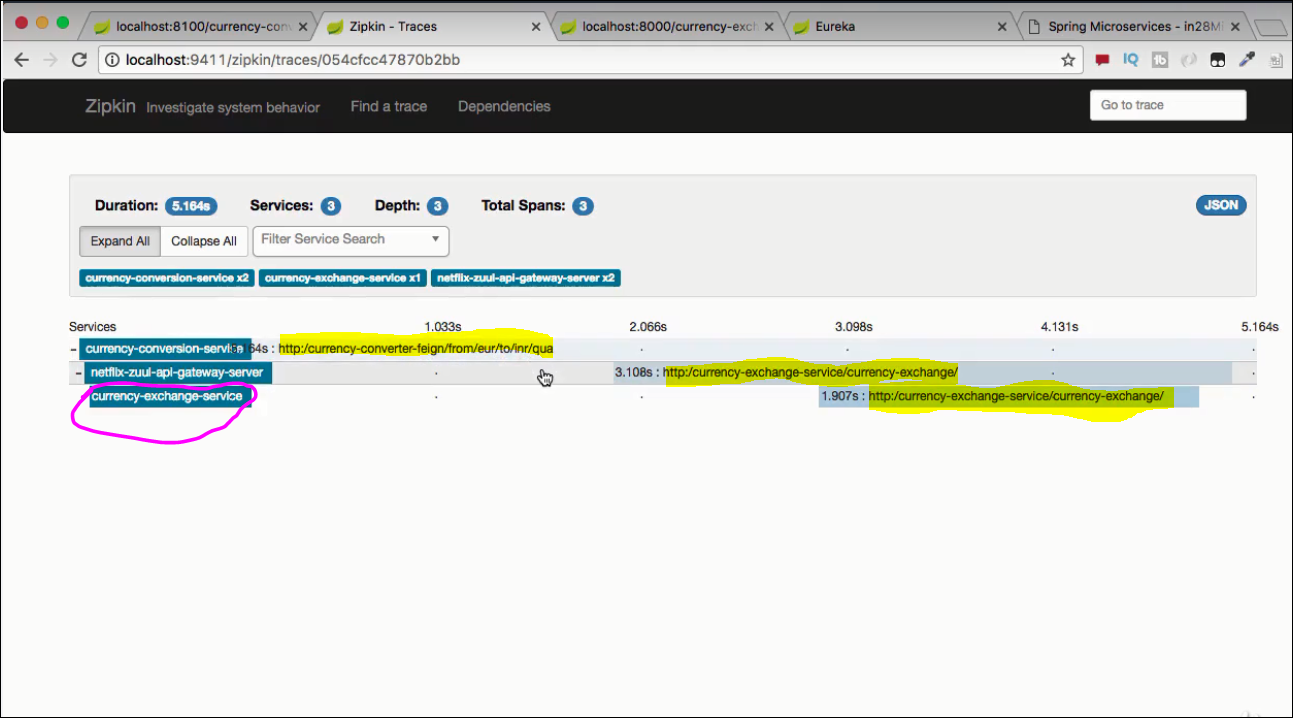 localhost:8100/currency-con
Zipkin - Traces
localhost:8000/currency-exch
Eureka
Spring Microservices - in28Mi
localhost:9411/zipkin/traces/054cfcc47870b2bb
IQ
Zipkin Investigate system behavior Find a trace Dependencies Go to trace
Duration: 5.164s Services: 3 Depth: 3 Total Spans: 3 JSON
Expand All Collapse All Filter Service Search
currency-conversion-service x2 currency-exchange-service x1 netflix-zuul-api-gateway-server x2
Services 1.033s 2.066s 3.098s 4.131s 5.164s
- currency-conversion-service 5.164s : http:/currency-converter-feign/from/eur/to/inr/qua
- netflix-zuul-api-gateway-server 3.108s : http:/currency-exchange-service/currency-exchange/
currency-exchange-service 1.907s : http:/currency-exchange-service/currency-exchange/